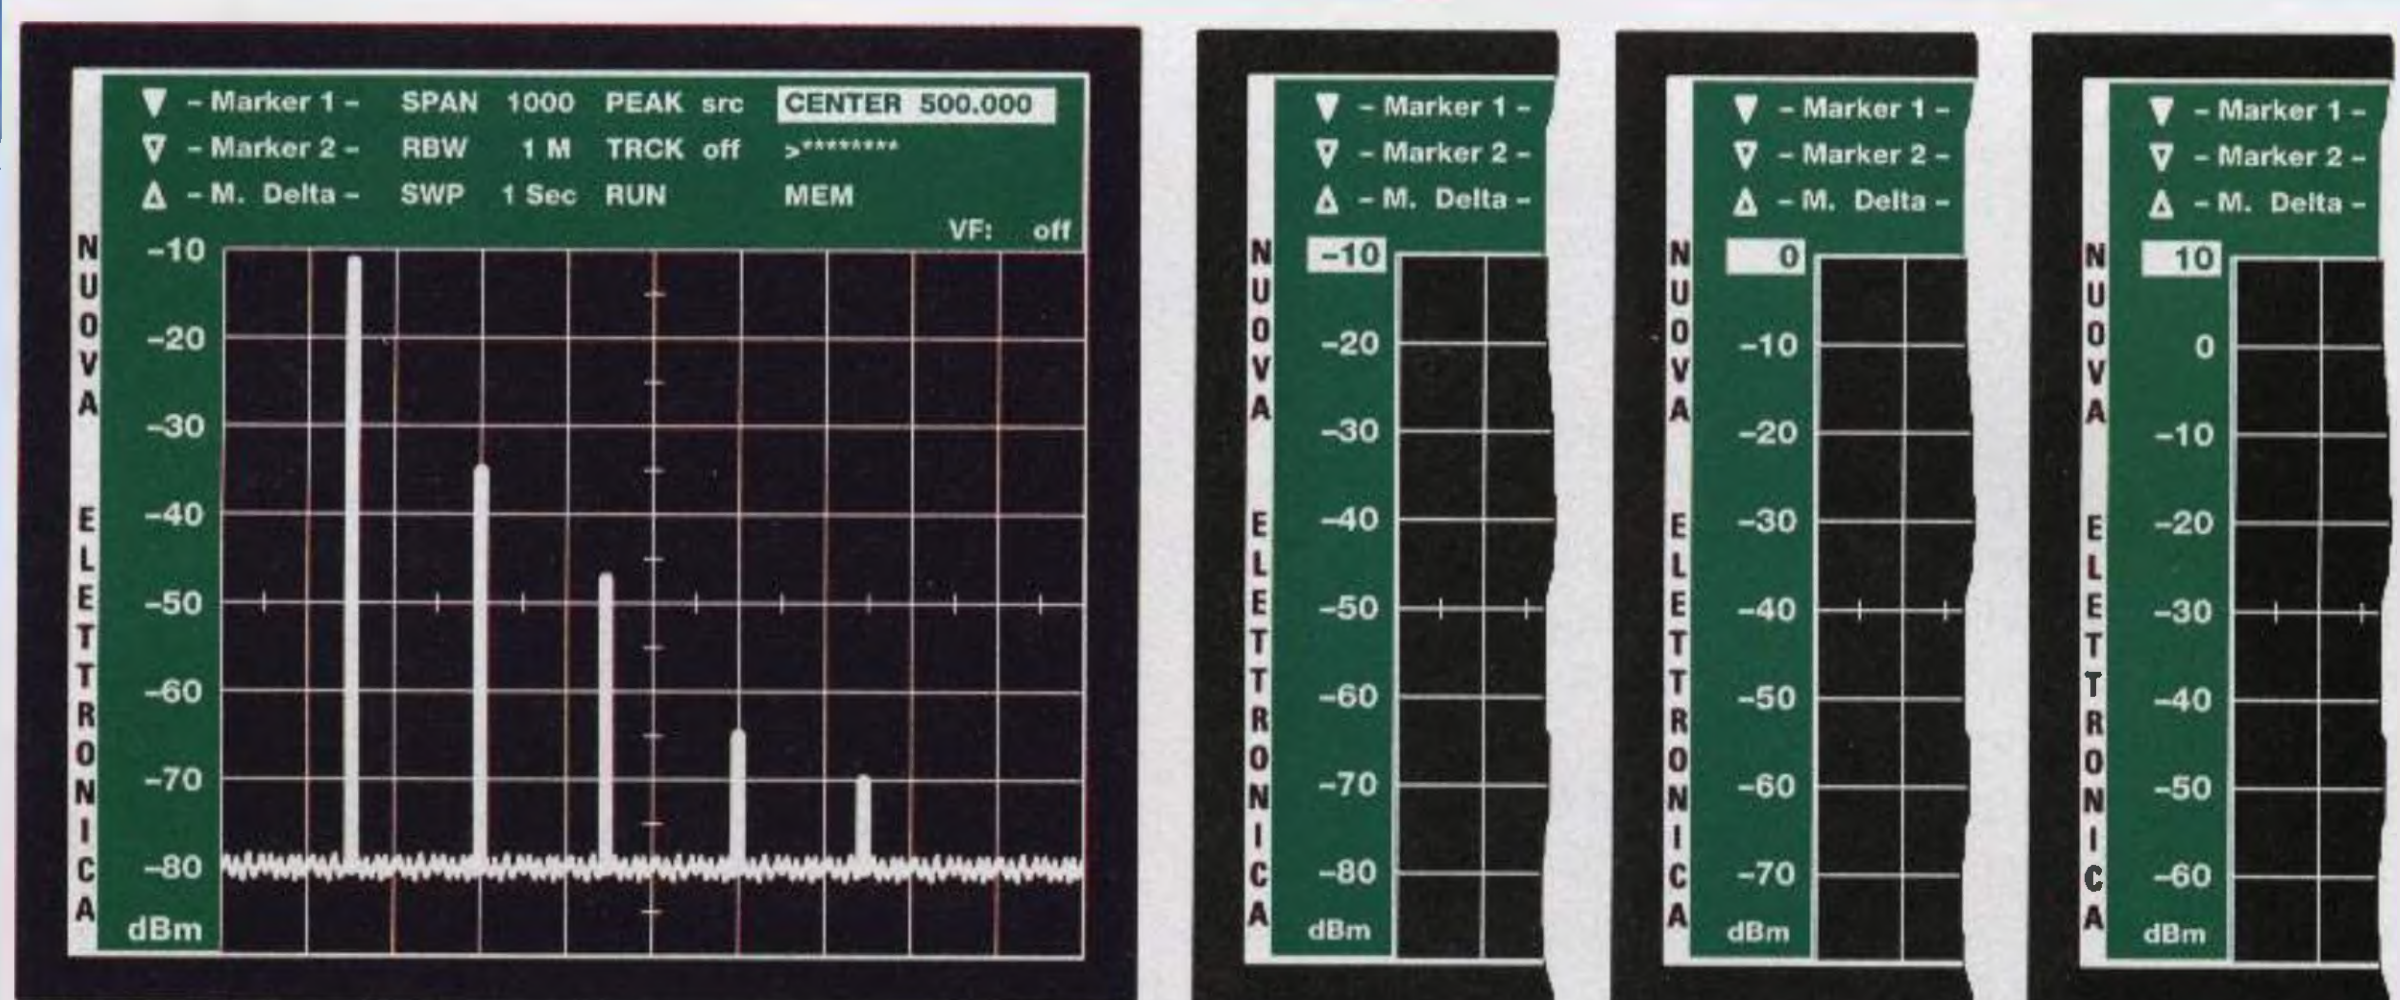 ▼ – Marker 1 – SPAN 1000 PEAK src CENTER 500.000
▽ – Marker 2 – RBW 1 M TRCK off >********
△ – M. Delta – SWP 1 Sec RUN MEM
VF: off
–10
–20
–30
–40
–50
–60
–70
–80
dBm
NUOVA ELETTRONICA
▼ – Marker 1 –
▽ – Marker 2 –
△ – M. Delta –
–10
–20
–30
–40
–50
–60
–70
–80
dBm
NUOVA ELETTRONICA
▼ – Marker 1 –
▽ – Marker 2 –
△ – M. Delta –
0
–10
–20
–30
–40
–50
–60
–70
dBm
NUOVA ELETTRONICA
▼ – Marker 1 –
▽ – Marker 2 –
△ – M. Delta –
10
0
–10
–20
–30
–40
–50
–60
dBm
NUOVA ELETTRONICA